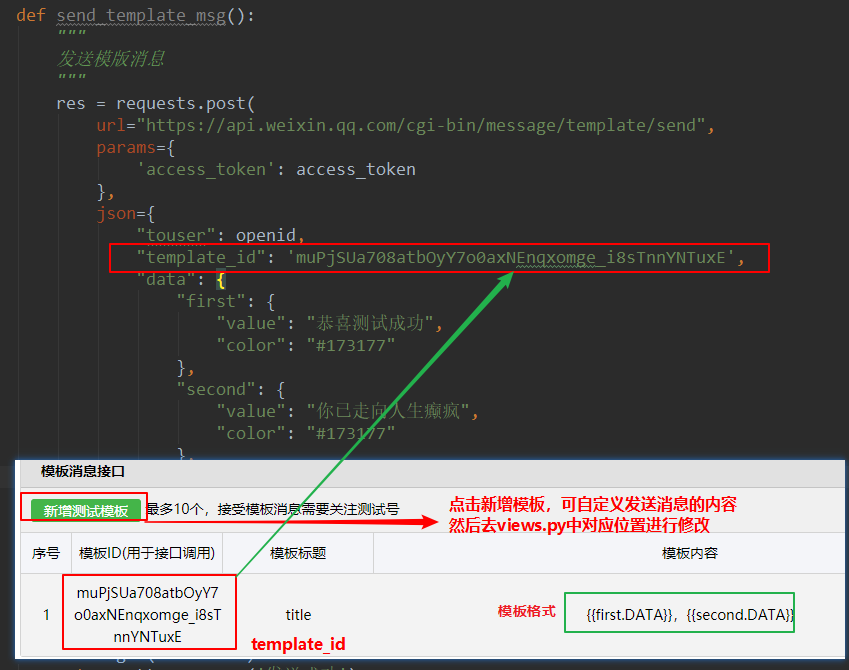 def send_template_msg():
"""
发送模版消息
"""
res = requests.post(
url="https://api.weixin.qq.com/cgi-bin/message/template/send",
params={
'access_token': access_token
},
json={
"touser": openid,
"template_id": 'muPjSUa708atbOyY7o0axNEnqxomge_i8sTnnYNTuxE',
"data": {
"first": {
"value": "恭喜测试成功",
"color": "#173177"
},
"second": {
"value": "你已走向人生癫疯",
"color": "#173177"
},
模板消息接口
新增测试模板 最多10个，接受模板消息需要关注测试号
点击新增模板，可自定义发送消息的内容
然后去views.py中对应位置进行修改
序号 模板ID(用于接口调用) 模板标题 模板内容
1 muPjSUa708atbOyY7
o0axNEnqxomge_i8sT
nnYNTuxE
title
模板格式 {{first.DATA}}，{{second.DATA}}
template_id